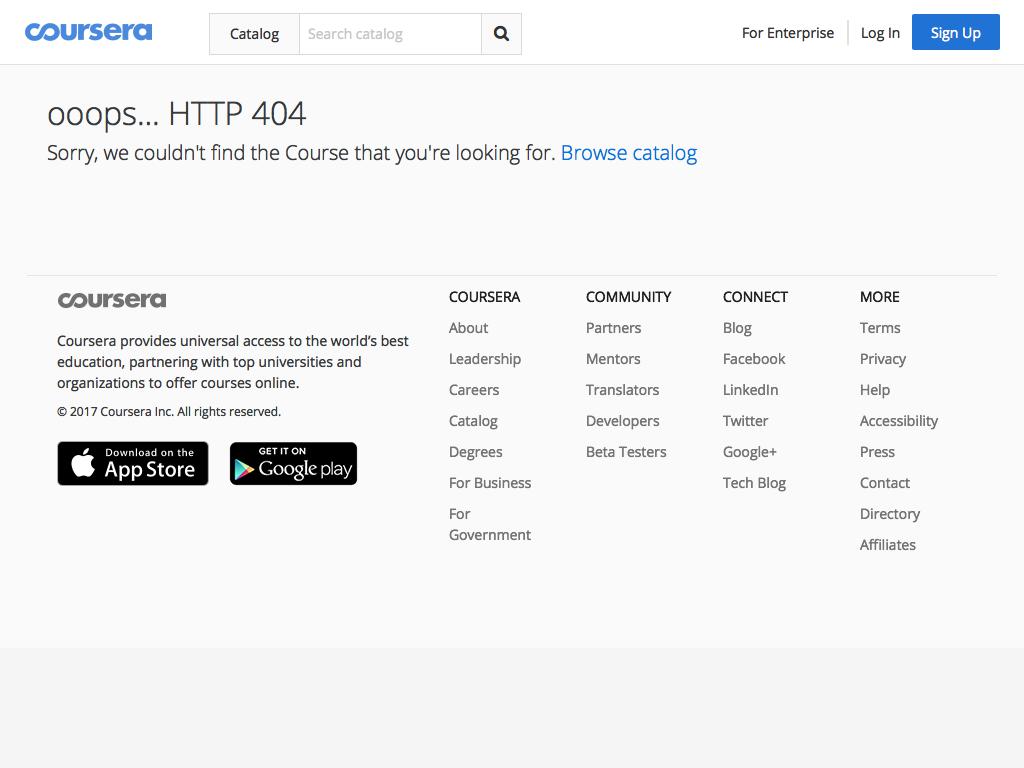 coursera
Catalog
Search catalog
For Enterprise
Log In
Sign Up
ooops... HTTP 404
Sorry, we couldn't find the Course that you're looking for. Browse catalog
coursera
Coursera provides universal access to the world’s best
education, partnering with top universities and
organizations to offer courses online.
© 2017 Coursera Inc. All rights reserved.
Download on the
App Store
GET IT ON
Google play
COURSERA
About
Leadership
Careers
Catalog
Degrees
For Business
For
Government
COMMUNITY
Partners
Mentors
Translators
Developers
Beta Testers
CONNECT
Blog
Facebook
LinkedIn
Twitter
Google+
Tech Blog
MORE
Terms
Privacy
Help
Accessibility
Press
Contact
Directory
Affiliates